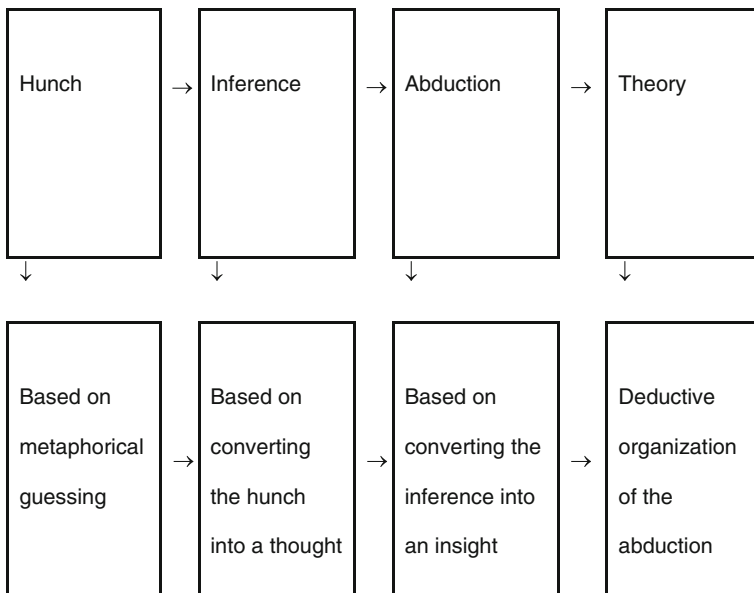 Hunch → Inference → Abduction → Theory
↓ ↓ ↓ ↓
Based on
metaphorical
guessing
→
Based on
converting
the hunch
into a thought
→
Based on
converting the
inference into
an insight
→
Deductive
organization
of the
abduction